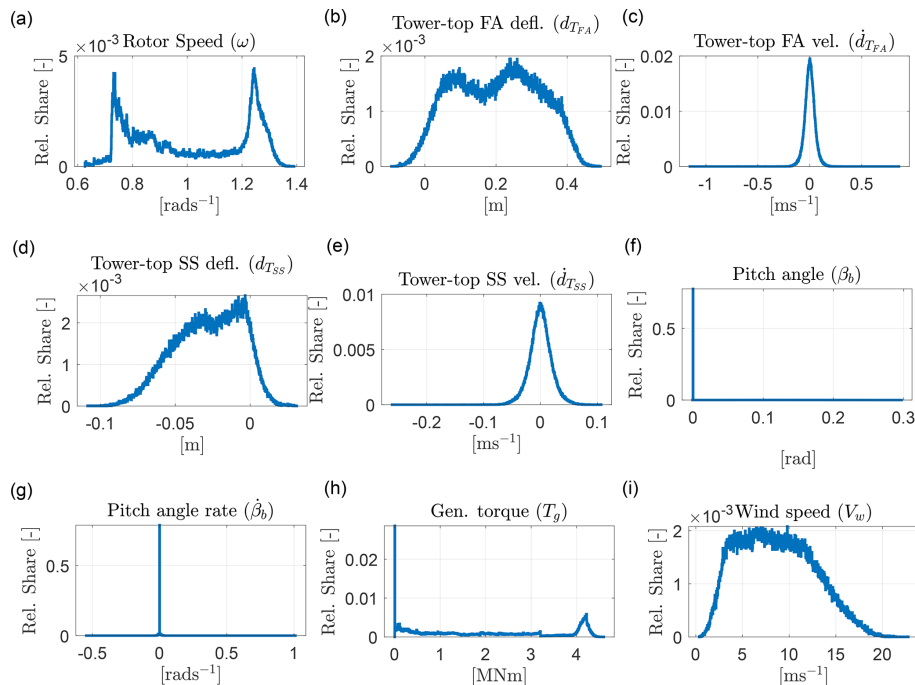 (a)
×10⁻³ Rotor Speed (ω)
Rel. Share [-]
5
0
0.6 0.8 1 1.2 1.4
[rads⁻¹]
(b)
Tower-top FA defl. (d_{T_{FA}})
×10⁻³
Rel. Share [-]
2
1
0
0 0.2 0.4
[m]
(c)
Tower-top FA vel. (ḋ_{T_{FA}})
Rel. Share [-]
0.02
0.01
0
-1 -0.5 0 0.5
[ms⁻¹]
(d)
Tower-top SS defl. (d_{T_{SS}})
×10⁻³
Rel. Share [-]
2
1
0
-0.1 -0.05 0
[m]
(e)
Tower-top SS vel. (ḋ_{T_{SS}})
Rel. Share [-]
0.01
0.005
0
-0.2 -0.1 0 0.1
[ms⁻¹]
(f)
Pitch angle (β_b)
Rel. Share [-]
0.5
0
0 0.1 0.2 0.3
[rad]
(g)
Pitch angle rate (β̇_b)
Rel. Share [-]
0.5
0
-0.5 0 0.5 1
[rads⁻¹]
(h)
Gen. torque (T_g)
Rel. Share [-]
0.02
0.01
0
0 1 2 3 4
[MNm]
(i)
×10⁻³ Wind speed (V_w)
Rel. Share [-]
2
1
0
0 5 10 15 20
[ms⁻¹]